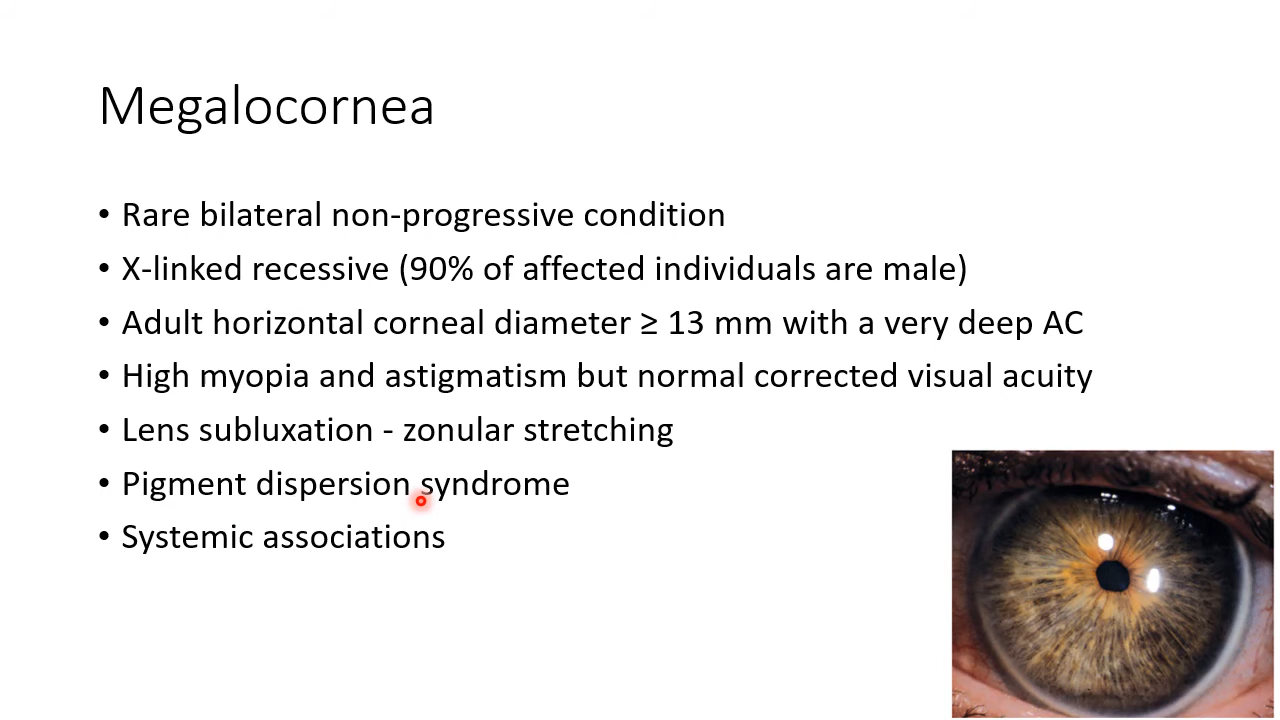 Megalocornea
• Rare bilateral non-progressive condition
• X-linked recessive (90% of affected individuals are male)
• Adult horizontal corneal diameter ≥ 13 mm with a very deep AC
• High myopia and astigmatism but normal corrected visual acuity
• Lens subluxation - zonular stretching
• Pigment dispersion syndrome
• Systemic associations